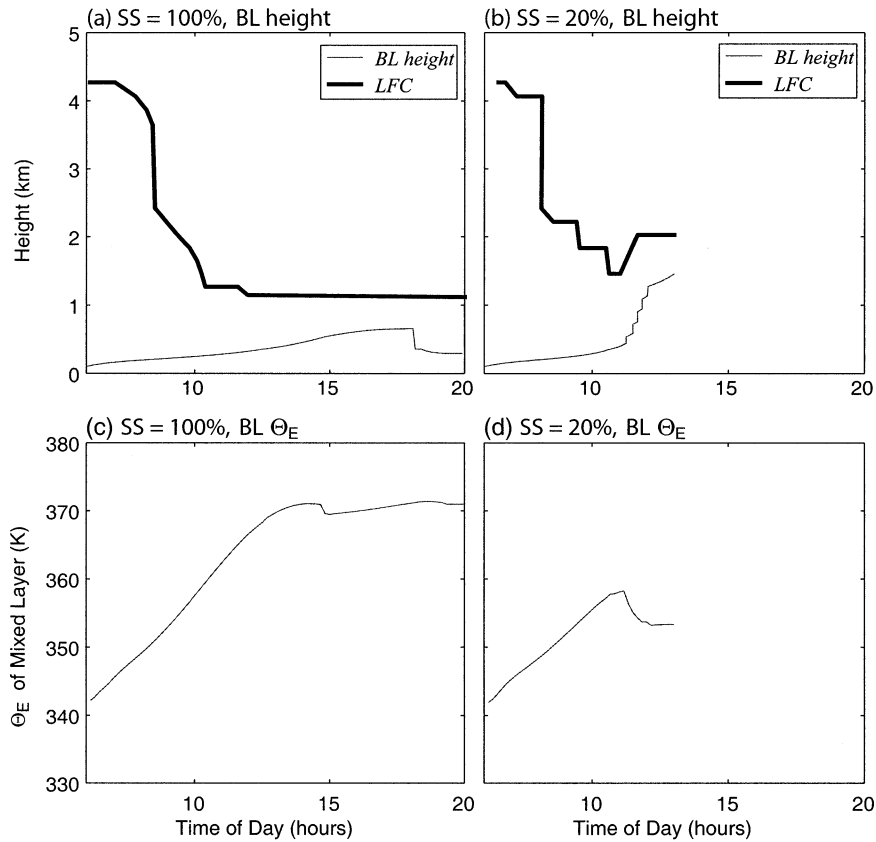 (a) SS = 100%, BL height
(b) SS = 20%, BL height
5
4
3
2
1
0
Height (km)
BL height
LFC
10
15
20
BL height
LFC
10
15
20
(c) SS = 100%, BL ΘE
(d) SS = 20%, BL ΘE
380
370
360
350
340
330
ΘE of Mixed Layer (K)
10
15
20
Time of Day (hours)
10
15
20
Time of Day (hours)